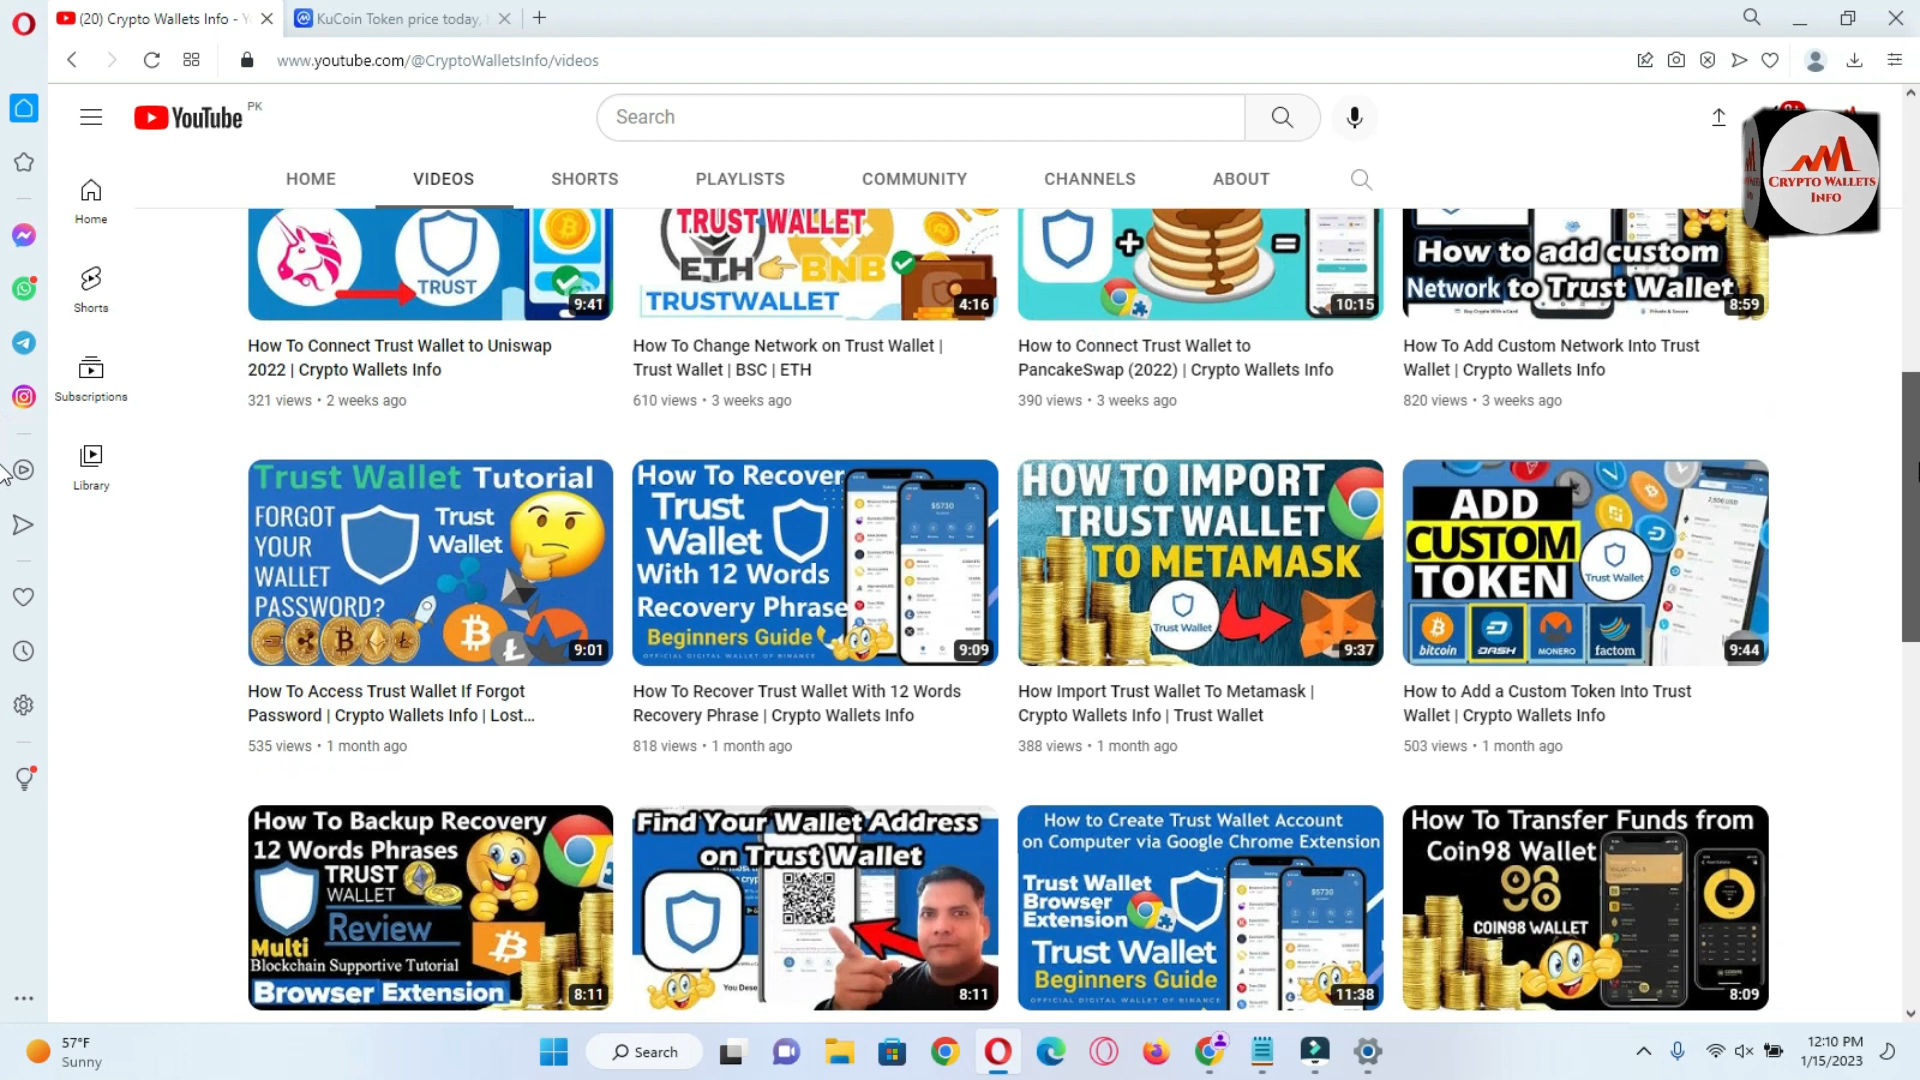 (20) Crypto Wallets Info - Y
KuCoin Token price today,
www.youtube.com/@CryptoWalletsInfo/videos
YouTube PK
Search
CRYPTO WALLETS
INFO
HOME
VIDEOS
SHORTS
PLAYLISTS
COMMUNITY
CHANNELS
ABOUT
Home
Shorts
Subscriptions
Library
TRUST
9:41
TRUST WALLET
ETH BNB
TRUSTWALLET
4:16
10:15
How to add custom
Network to Trust Wallet
8:59
How To Connect Trust Wallet to Uniswap
2022 | Crypto Wallets Info
321 views • 2 weeks ago
How To Change Network on Trust Wallet |
Trust Wallet | BSC | ETH
610 views • 3 weeks ago
How to Connect Trust Wallet to
PancakeSwap (2022) | Crypto Wallets Info
390 views • 3 weeks ago
How To Add Custom Network Into Trust
Wallet | Crypto Wallets Info
820 views • 3 weeks ago
Trust Wallet Tutorial
FORGOT
YOUR
WALLET
PASSWORD?
Trust
Wallet
9:01
How To Recover
Trust
Wallet
With 12 Words
Recovery Phrase
Beginners Guide
OFFICIAL DIGITAL WALLET OF BINANCE
$5730
9:09
HOW TO IMPORT
TRUST WALLET
TO METAMASK
Trust Wallet
9:37
ADD
CUSTOM
TOKEN
Trust Wallet
bitcoin
DASH
MONERO
factom
9:44
How To Access Trust Wallet If Forgot
Password | Crypto Wallets Info | Lost...
535 views • 1 month ago
How To Recover Trust Wallet With 12 Words
Recovery Phrase | Crypto Wallets Info
818 views • 1 month ago
How Import Trust Wallet To Metamask |
Crypto Wallets Info | Trust Wallet
388 views • 1 month ago
How to Add a Custom Token Into Trust
Wallet | Crypto Wallets Info
503 views • 1 month ago
How To Backup Recovery
12 Words Phrases
TRUST
WALLET
Review
Multi
Blockchain Supportive Tutorial
Browser Extension
8:11
Find Your Wallet Address
on Trust Wallet
You Dese
8:11
How to Create Trust Wallet Account
on Computer via Google Chrome Extension
Trust Wallet
Browser
Extension
Trust Wallet
Beginners Guide
OFFICIAL DIGITAL WALLET OF BINANCE
$5730
11:38
How To Transfer Funds from
Coin98 Wallet
98
COIN98 WALLET
8:09
57°F
Sunny
Search
12:10 PM
1/15/2023